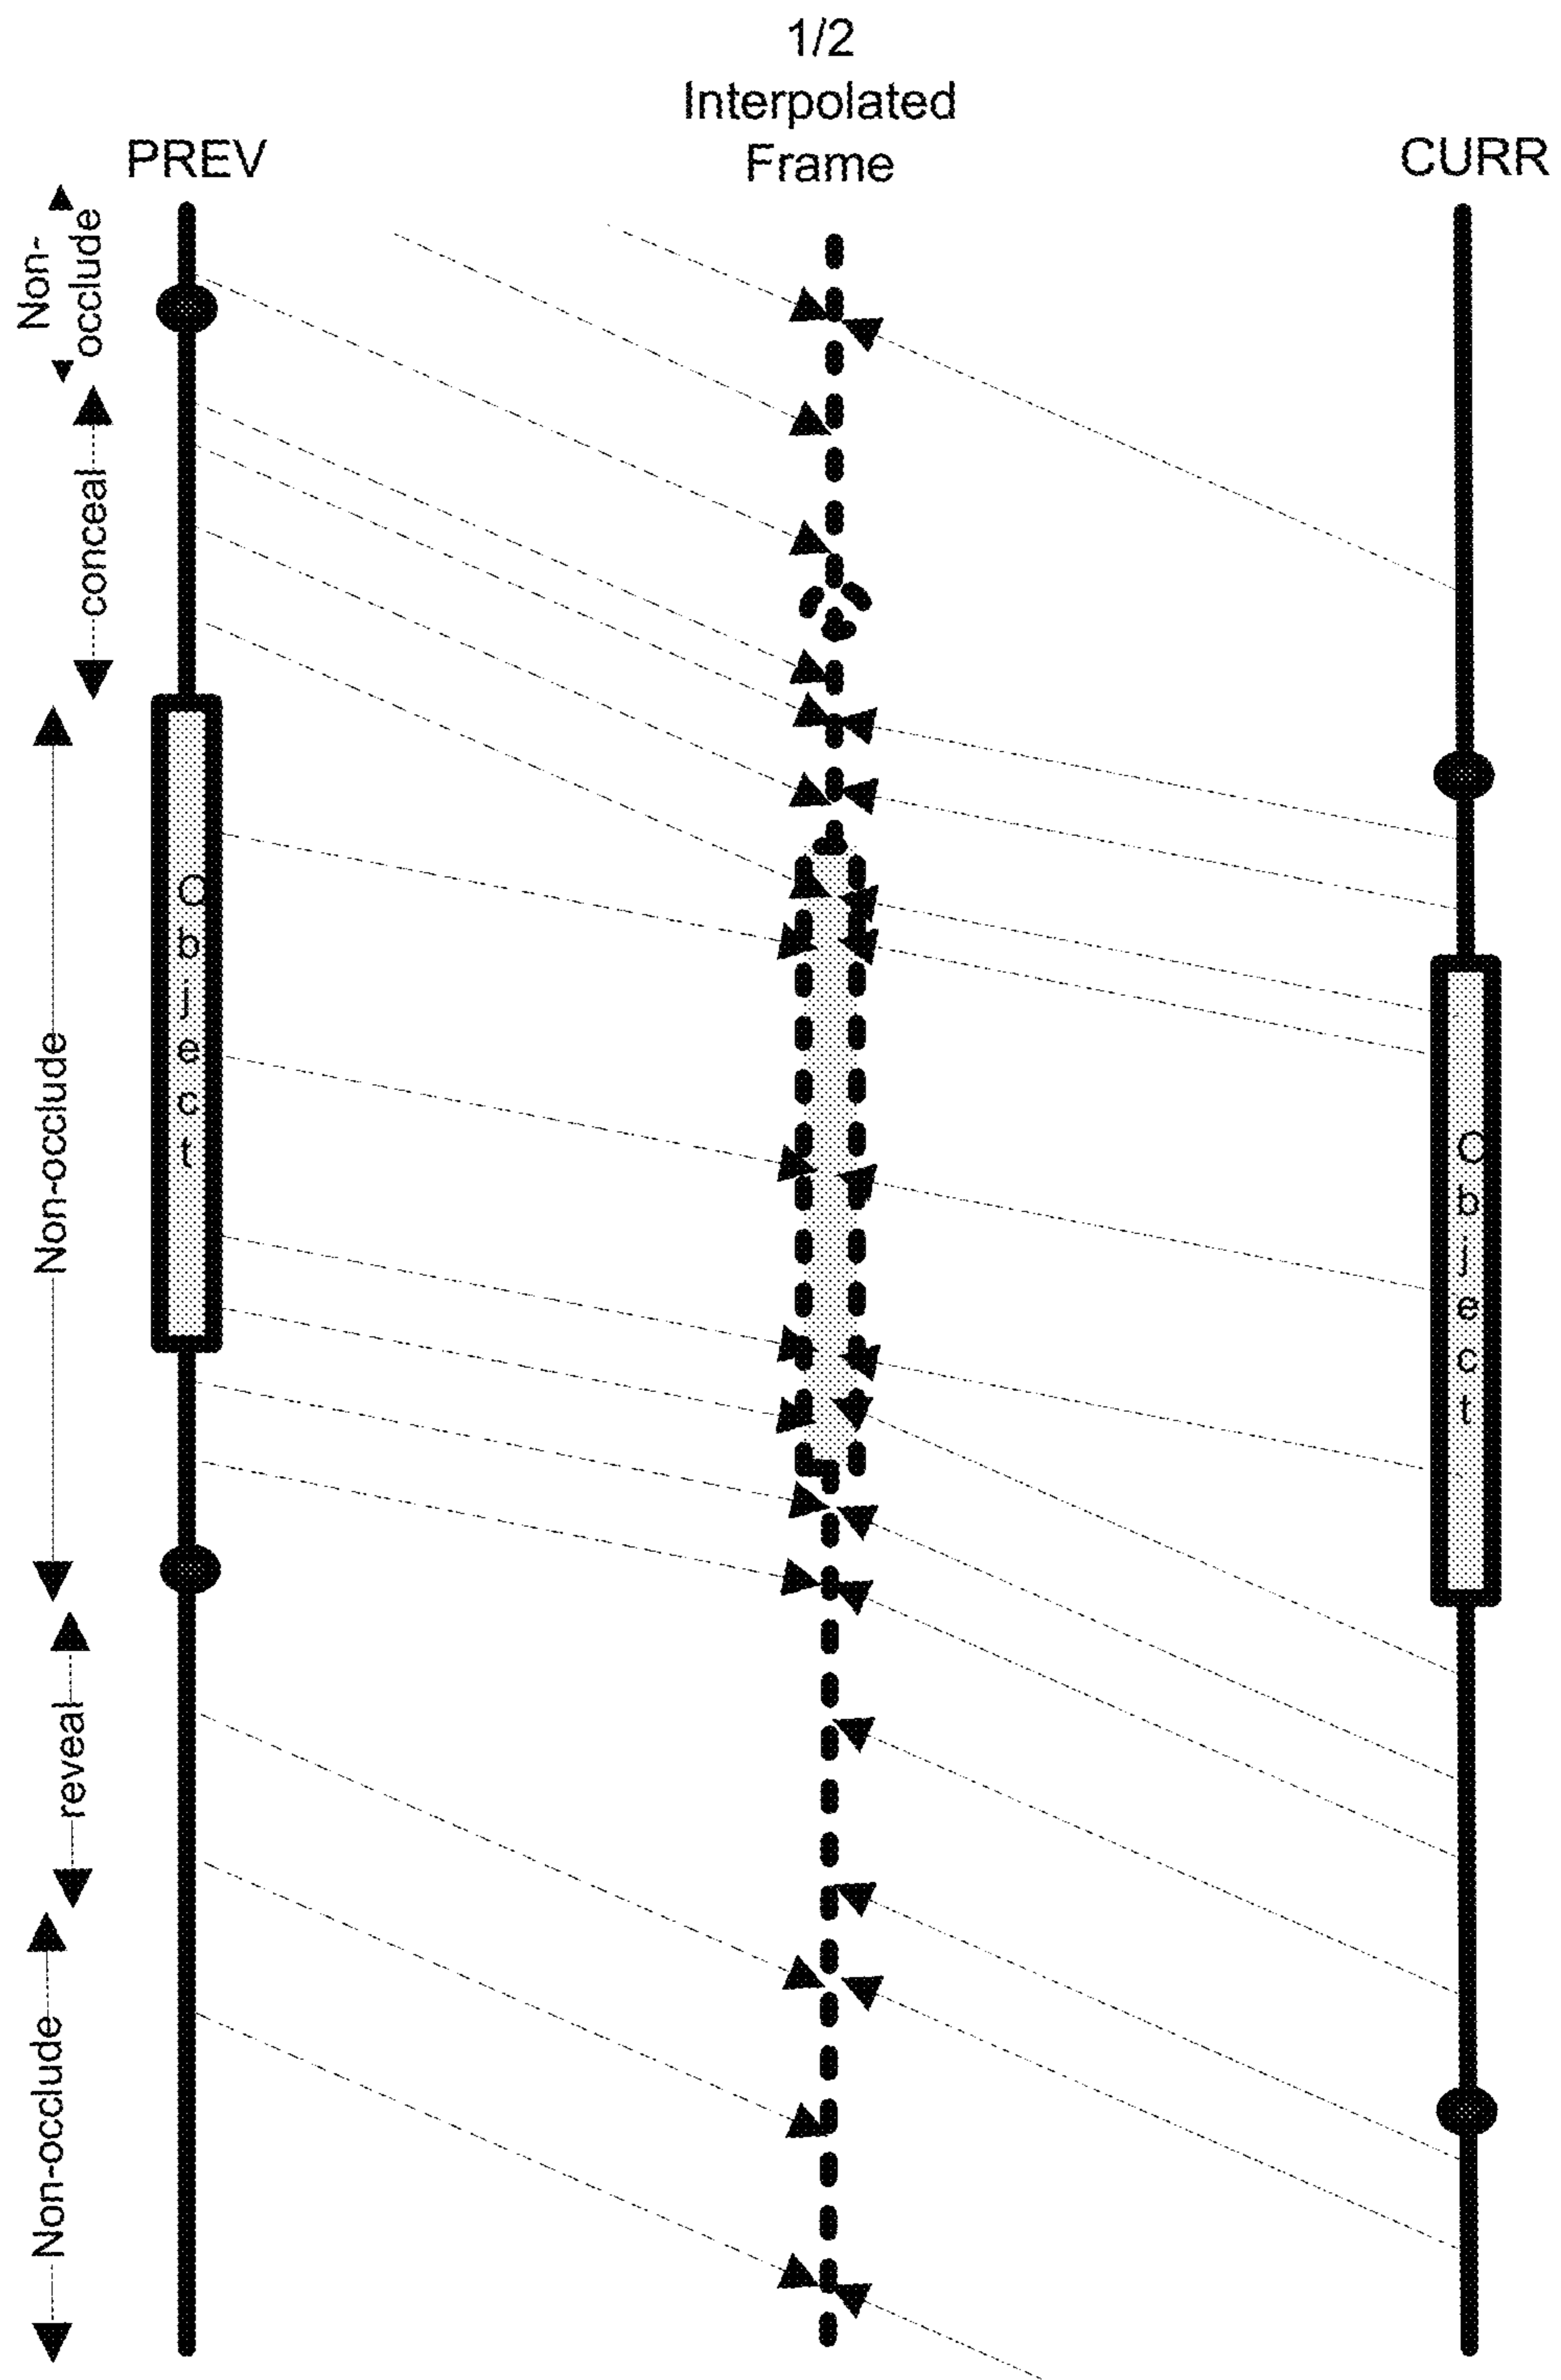 1/2
Interpolated
Frame
PREV
CURR
Non-
occlude
conceal
Non-occlude
reveal
Non-occlude
Object
Object